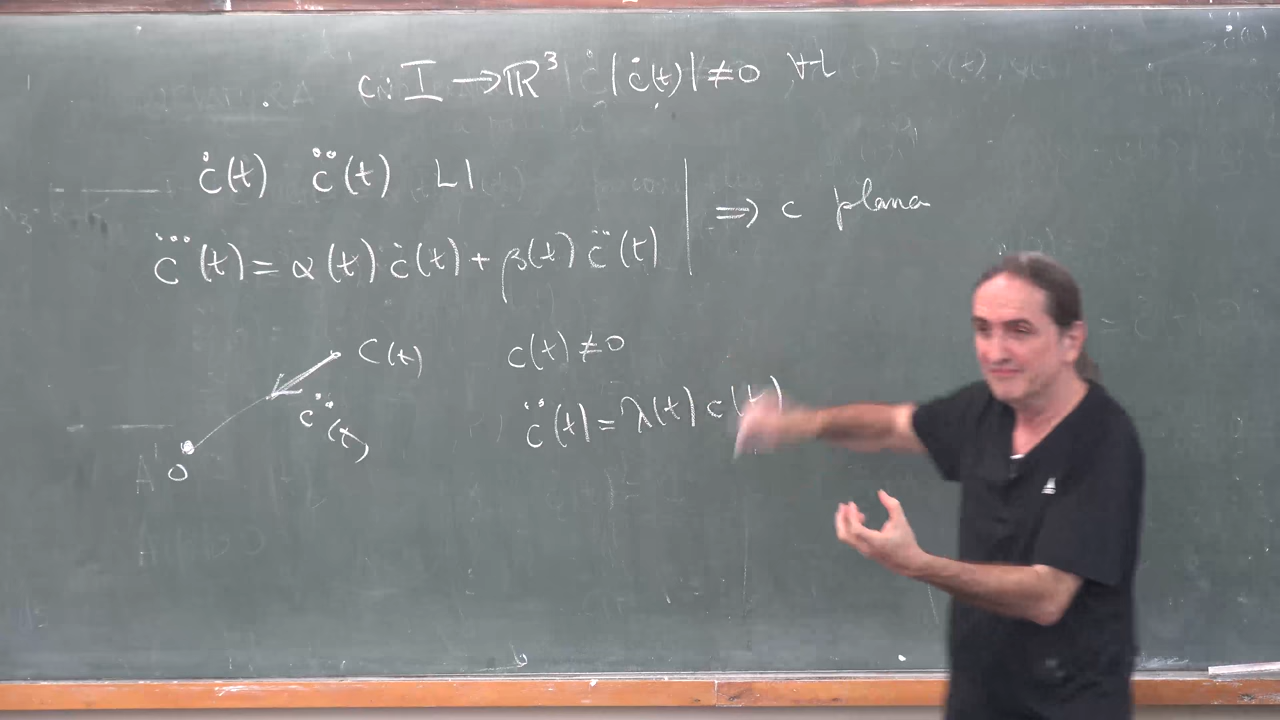 c: I → ℝ³ |ċ(t)| ≠ 0 ∀t
ċ(t) c̈(t) LI
⇒ c plana
c⃛(t) = α(t) ċ(t) + β(t) c̈(t)
c(t)
c(t) ≠ 0
c̈(t)
c̈(t) = λ(t) c(t)
0